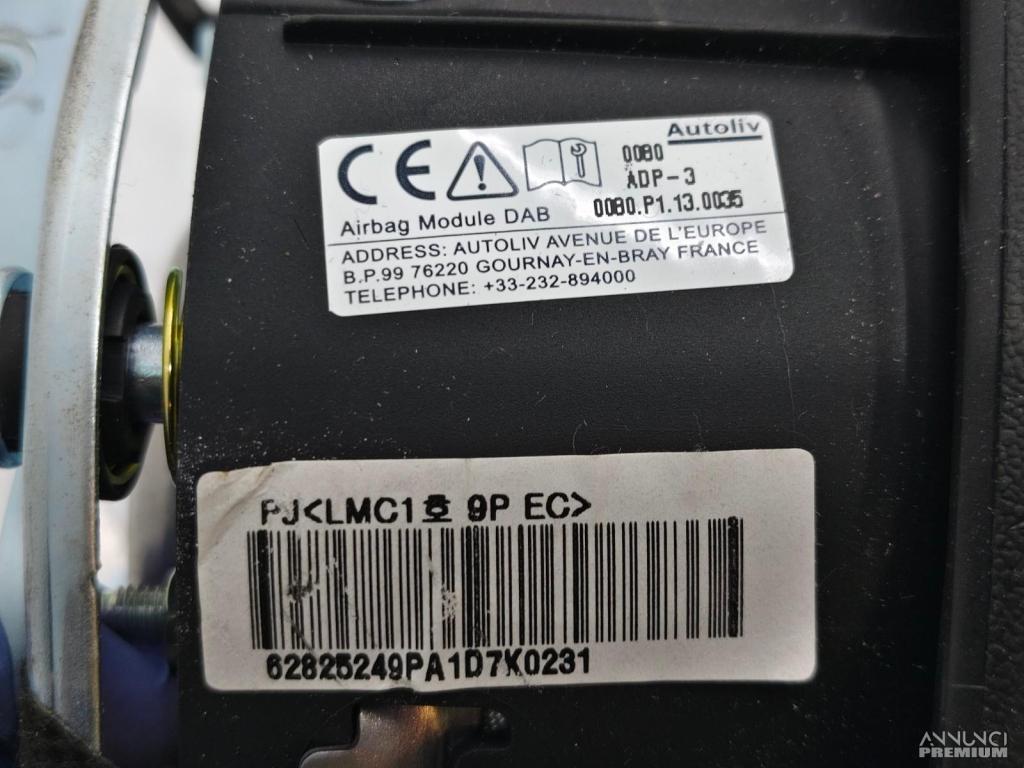 Autoliv
CE
0080
ADP-3
Airbag Module DAB 0080.P1.13.0035
ADDRESS: AUTOLIV AVENUE DE L'EUROPE
B.P.99 76220 GOURNAY-EN-BRAY FRANCE
TELEPHONE: +33-232-894000
PJ<LMC1호 9P EC>
62825249PA1D7K0231
ANNUNCI
PREMIUM